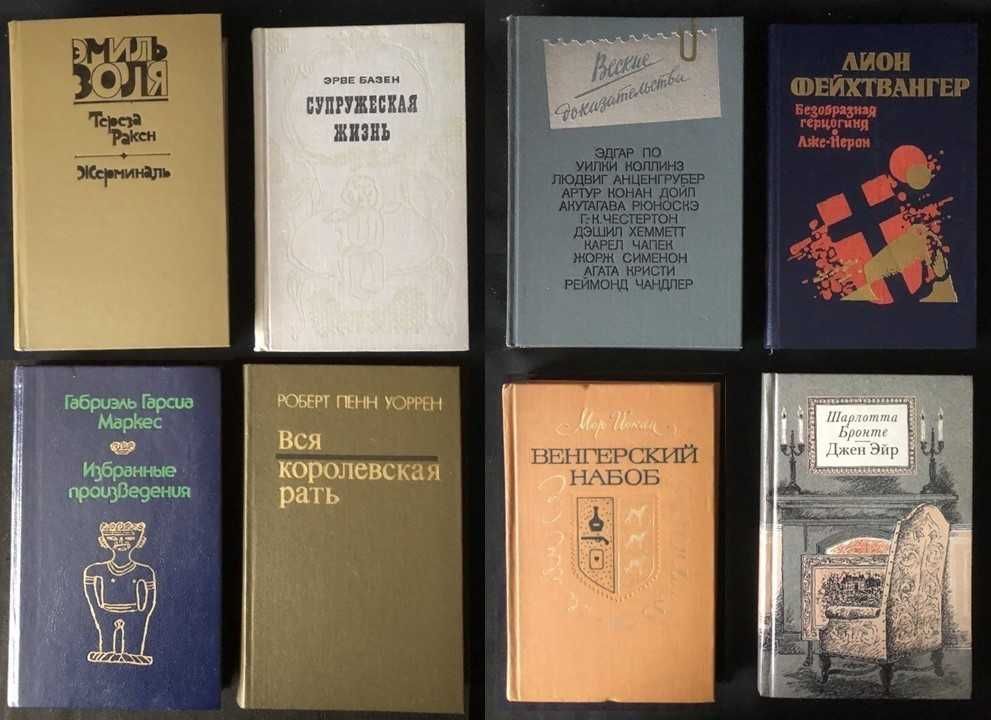 ЭМИЛЬ
ЗОЛЯ
Тереза
Ракен
Жерминаль
ЭРВЕ БАЗЕН
СУПРУЖЕСКАЯ
ЖИЗНЬ
Веские
доказательства
ЭДГАР ПО
УИЛКИ КОЛЛИНЗ
ЛЮДВИГ АНЦЕНГРУБЕР
АРТУР КОНАН ДОЙЛ
АКУТАГАВА РЮНОСКЭ
Г.-К. ЧЕСТЕРТОН
ДЭШИЛ ХЕММЕТТ
КАРЕЛ ЧАПЕК
ЖОРЖ СИМЕНОН
АГАТА КРИСТИ
РЕЙМОНД ЧАНДЛЕР
ЛИОН
ФЕЙХТВАНГЕР
Безобразная
герцогиня
Лже-Нерон
Габриэль Гарсиа
Маркес
Избранные
произведения
РОБЕРТ ПЕНН УОРРЕН
Вся
королевская
рать
Мор Йокаи
ВЕНГЕРСКИЙ
НАБОБ
Шарлотта
Бронте
Джен Эйр